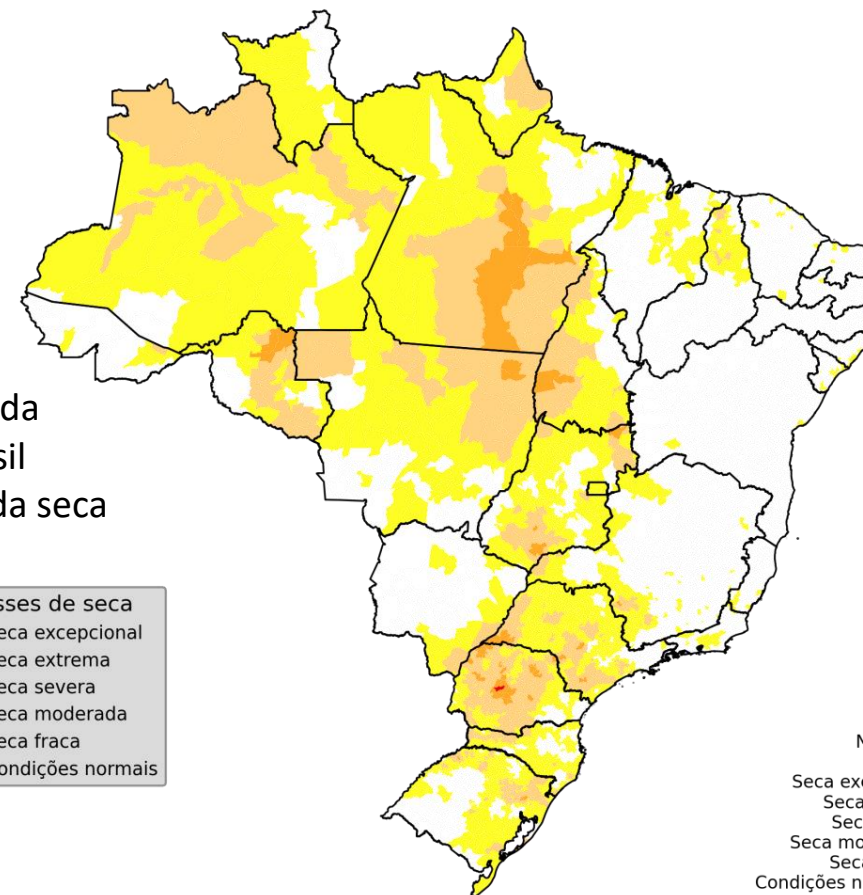 da
sil
da seca
sses de seca
eca excepcional
eca extrema
eca severa
eca moderada
eca fraca
ondições normais
N
Seca exc
Seca
Sec
Seca mo
Seca
Condições n